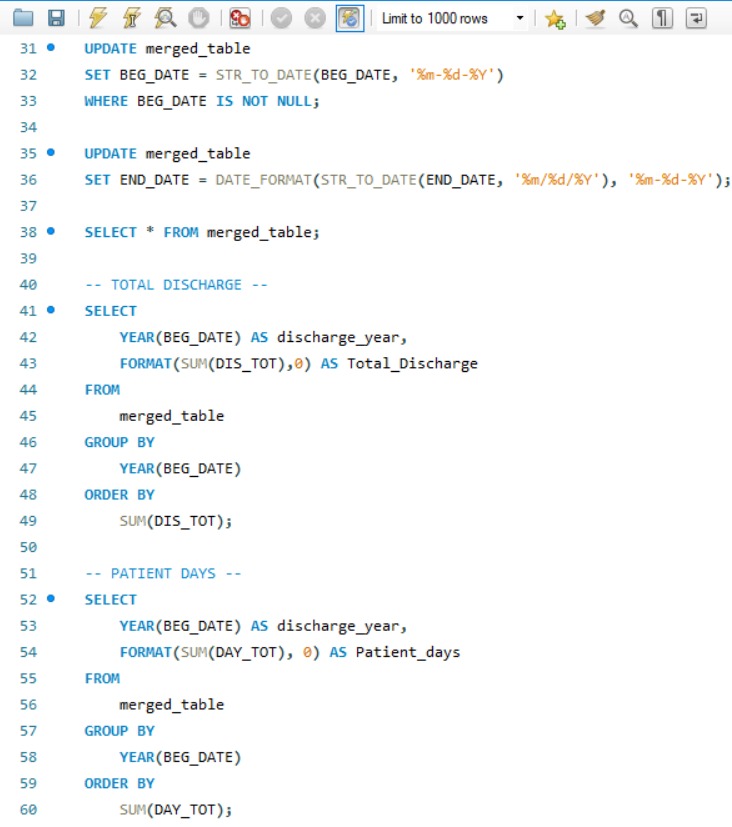 Limit to 1000 rows
31 UPDATE merged_table
32 SET BEG_DATE = STR_TO_DATE(BEG_DATE, '%m-%d-%Y')
33 WHERE BEG_DATE IS NOT NULL;
34
35 UPDATE merged_table
36 SET END_DATE = DATE_FORMAT(STR_TO_DATE(END_DATE, '%m/%d/%Y'), '%m-%d-%Y');
37
38 SELECT * FROM merged_table;
39
40 -- TOTAL DISCHARGE --
41 SELECT
42 YEAR(BEG_DATE) AS discharge_year,
43 FORMAT(SUM(DIS_TOT),0) AS Total_Discharge
44 FROM
45 merged_table
46 GROUP BY
47 YEAR(BEG_DATE)
48 ORDER BY
49 SUM(DIS_TOT);
50
51 -- PATIENT DAYS --
52 SELECT
53 YEAR(BEG_DATE) AS discharge_year,
54 FORMAT(SUM(DAY_TOT), 0) AS Patient_days
55 FROM
56 merged_table
57 GROUP BY
58 YEAR(BEG_DATE)
59 ORDER BY
60 SUM(DAY_TOT);